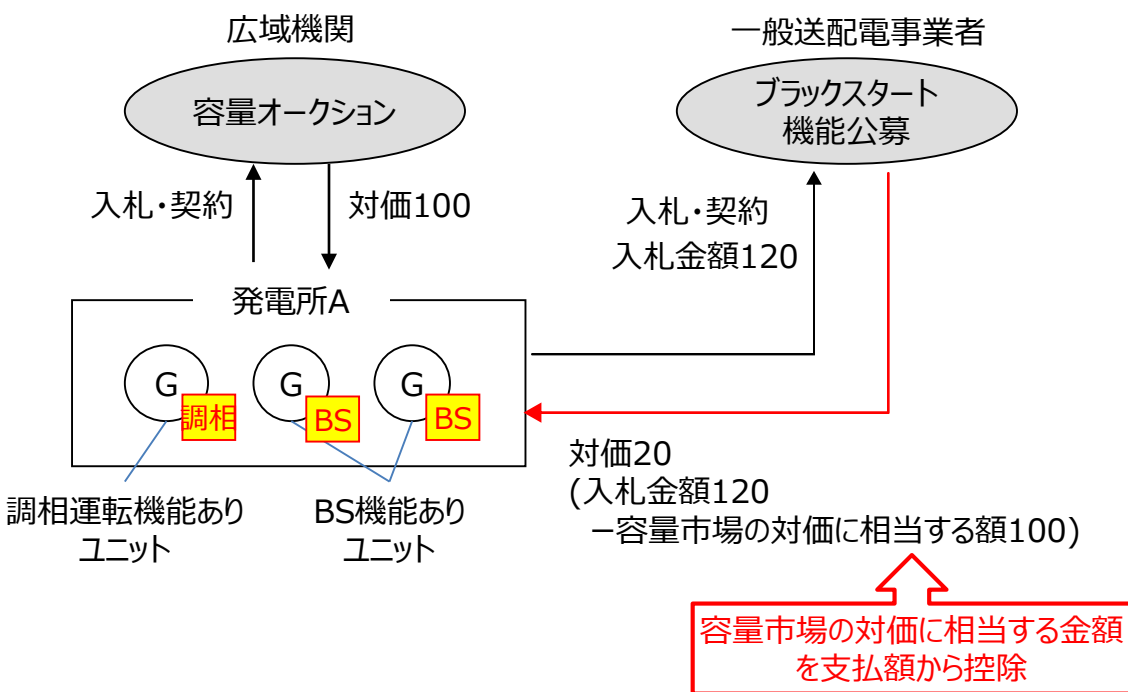 広域機関
容量オークション
入札・契約
対価100
一般送配電事業者
ブラックスタート
機能公募
入札・契約
入札金額120
発電所A
G
調相
G
BS
G
BS
調相運転機能あり
ユニット
BS機能あり
ユニット
対価20
(入札金額120
－容量市場の対価に相当する額100)
容量市場の対価に相当する金額
を支払額から控除